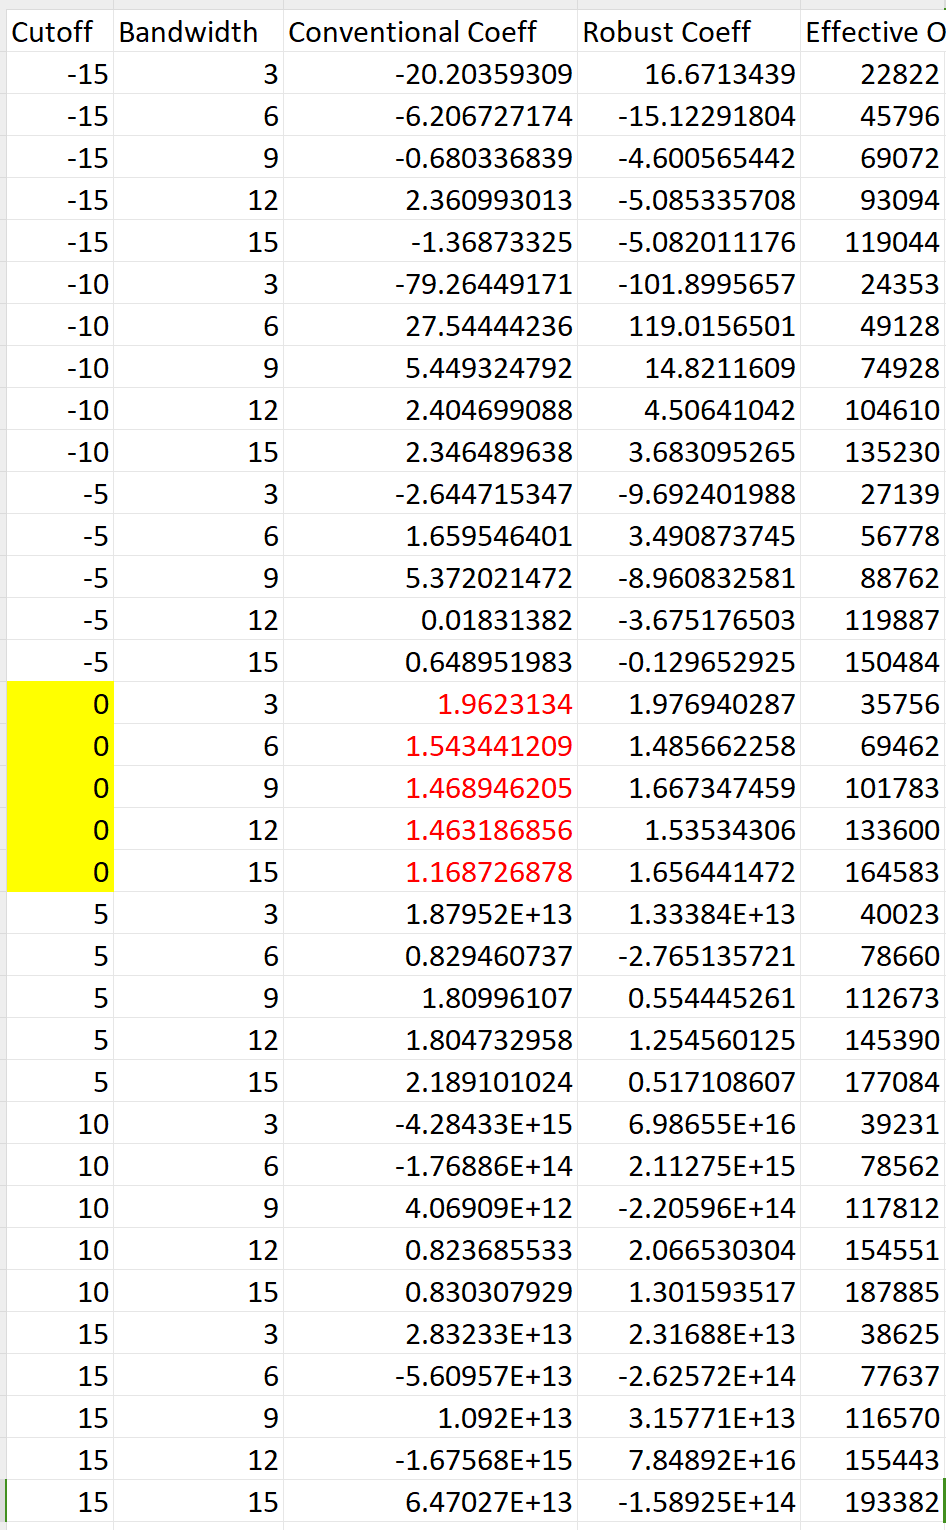 Cutoff Bandwidth Conventional Coeff Robust Coeff Effective O
-15 3 -20.20359309 16.6713439 22822
-15 6 -6.206727174 -15.12291804 45796
-15 9 -0.680336839 -4.600565442 69072
-15 12 2.360993013 -5.085335708 93094
-15 15 -1.36873325 -5.082011176 119044
-10 3 -79.26449171 -101.8995657 24353
-10 6 27.54444236 119.0156501 49128
-10 9 5.449324792 14.8211609 74928
-10 12 2.404699088 4.50641042 104610
-10 15 2.346489638 3.683095265 135230
-5 3 -2.644715347 -9.692401988 27139
-5 6 1.659546401 3.490873745 56778
-5 9 5.372021472 -8.960832581 88762
-5 12 0.01831382 -3.675176503 119887
-5 15 0.648951983 -0.129652925 150484
0 3 1.9623134 1.976940287 35756
0 6 1.543441209 1.485662258 69462
0 9 1.468946205 1.667347459 101783
0 12 1.463186856 1.53534306 133600
0 15 1.168726878 1.656441472 164583
5 3 1.87952E+13 1.33384E+13 40023
5 6 0.829460737 -2.765135721 78660
5 9 1.80996107 0.554445261 112673
5 12 1.804732958 1.254560125 145390
5 15 2.189101024 0.517108607 177084
10 3 -4.28433E+15 6.98655E+16 39231
10 6 -1.76886E+14 2.11275E+15 78562
10 9 4.06909E+12 -2.20596E+14 117812
10 12 0.823685533 2.066530304 154551
10 15 0.830307929 1.301593517 187885
15 3 2.83233E+13 2.31688E+13 38625
15 6 -5.60957E+13 -2.62572E+14 77637
15 9 1.092E+13 3.15771E+13 116570
15 12 -1.67568E+15 7.84892E+16 155443
15 15 6.47027E+13 -1.58925E+14 193382